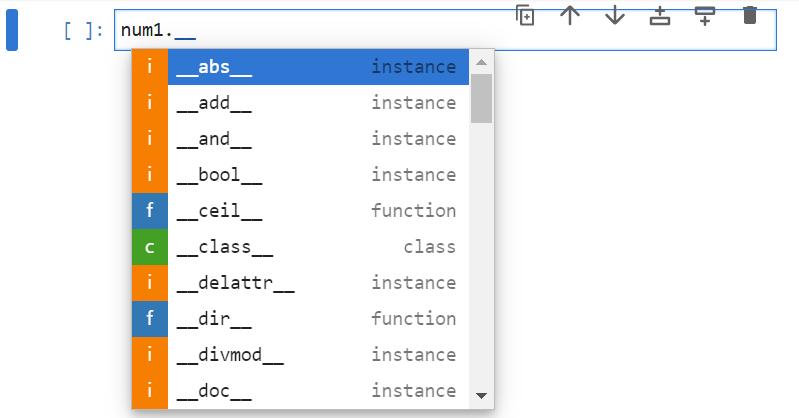 [ ]: num1.__
i __abs__ instance
i __add__ instance
i __and__ instance
i __bool__ instance
f __ceil__ function
c __class__ class
i __delattr__ instance
f __dir__ function
i __divmod__ instance
i __doc__ instance